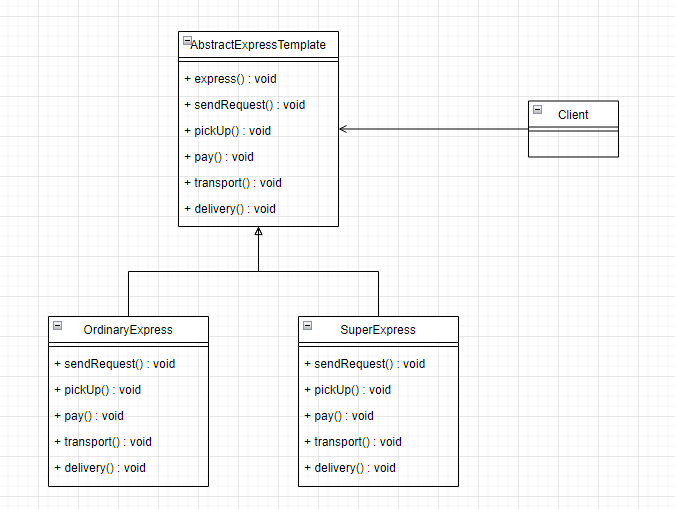 AbstractExpressTemplate
+ express() : void
+ sendRequest() : void
+ pickUp() : void
+ pay() : void
+ transport() : void
+ delivery() : void
Client
OrdinaryExpress
+ sendRequest() : void
+ pickUp() : void
+ pay() : void
+ transport() : void
+ delivery() : void
SuperExpress
+ sendRequest() : void
+ pickUp() : void
+ pay() : void
+ transport() : void
+ delivery() : void